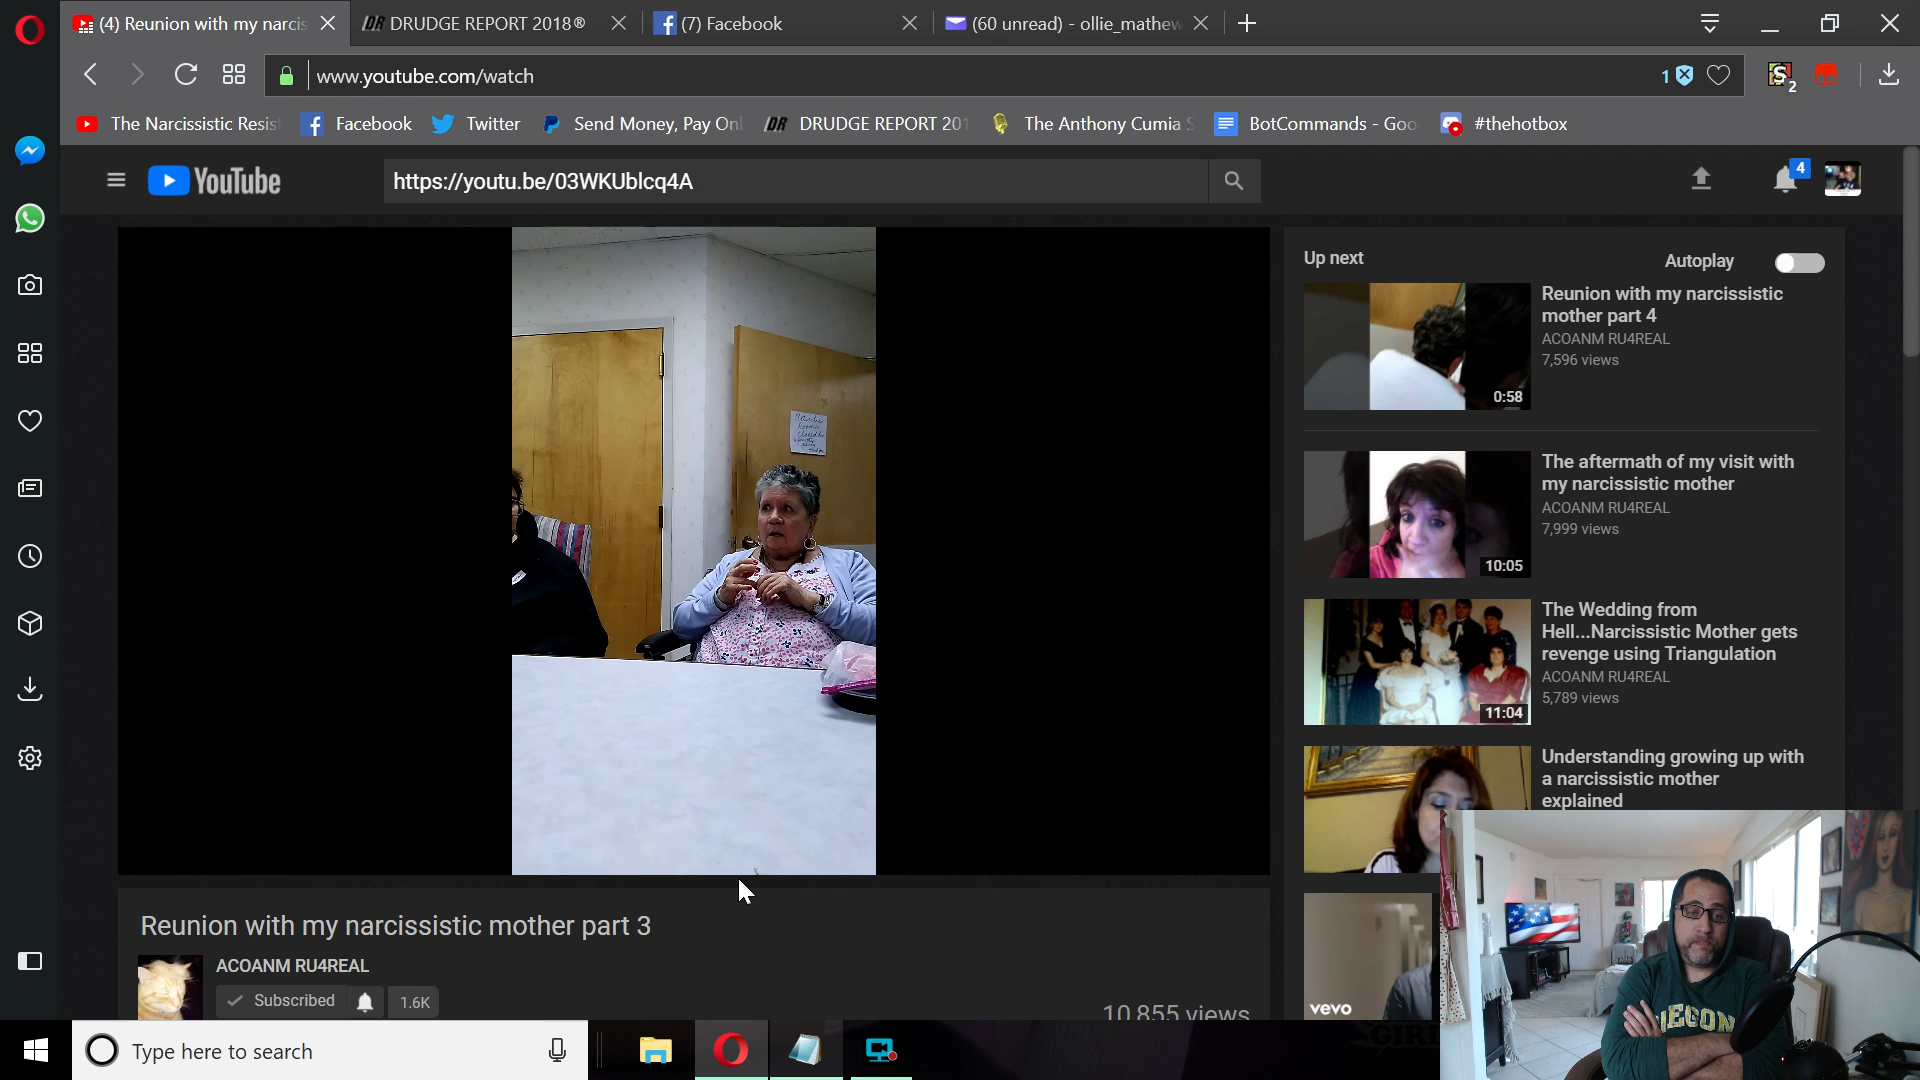 (4) Reunion with my narcis
DRUDGE REPORT 2018®
(7) Facebook
(60 unread) - ollie_mathew
www.youtube.com/watch
1
2
The Narcissistic Resis
Facebook
Twitter
Send Money, Pay Onl
DRUDGE REPORT 201
The Anthony Cumia S
BotCommands - Goo
#thehotbox
YouTube
https://youtu.be/03WKUblcq4A
4
Up next
Autoplay
Reunion with my narcissistic
mother part 4
ACOANM RU4REAL
7,596 views
0:58
The aftermath of my visit with
my narcissistic mother
ACOANM RU4REAL
7,999 views
10:05
The Wedding from
Hell...Narcissistic Mother gets
revenge using Triangulation
ACOANM RU4REAL
5,789 views
11:04
Understanding growing up with
a narcissistic mother
explained
vevo
Reunion with my narcissistic mother part 3
ACOANM RU4REAL
Subscribed
1.6K
10,855 views
Type here to search